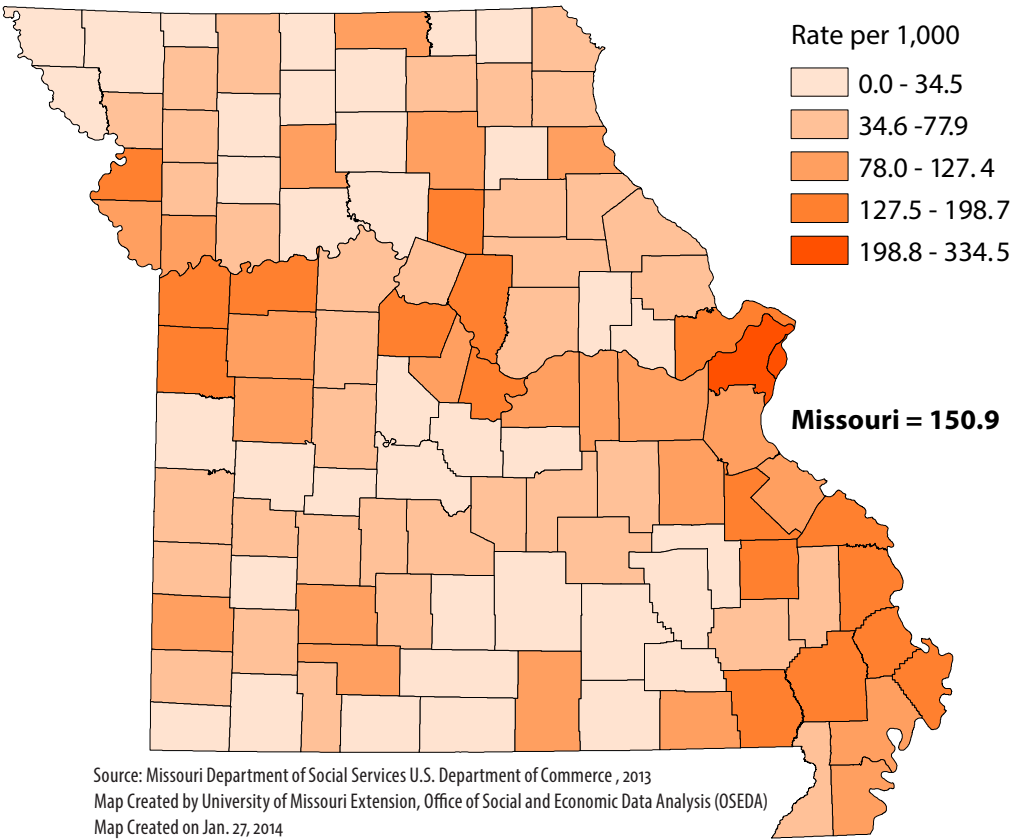 Rate per 1,000
0.0 - 34.5
34.6 -77.9
78.0 - 127. 4
127.5 - 198.7
198.8 - 334.5
Missouri = 150.9
Source: Missouri Department of Social Services U.S. Department of Commerce , 2013
Map Created by University of Missouri Extension, Office of Social and Economic Data Analysis (OSEDA)
Map Created on Jan. 27, 2014